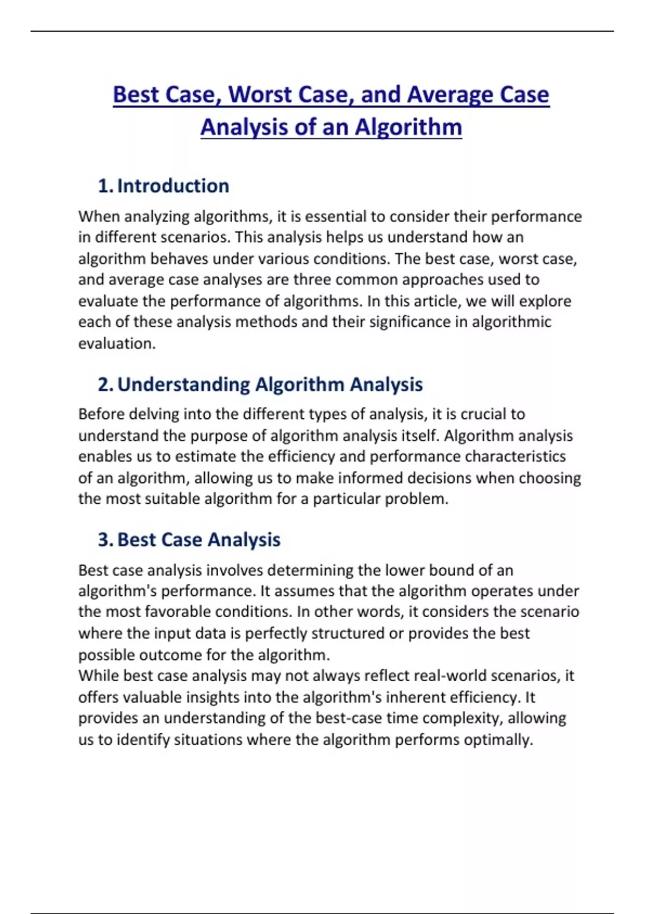 Best Case, Worst Case, and Average Case
Analysis of an Algorithm
1. Introduction
When analyzing algorithms, it is essential to consider their performance
in different scenarios. This analysis helps us understand how an
algorithm behaves under various conditions. The best case, worst case,
and average case analyses are three common approaches used to
evaluate the performance of algorithms. In this article, we will explore
each of these analysis methods and their significance in algorithmic
evaluation.
2. Understanding Algorithm Analysis
Before delving into the different types of analysis, it is crucial to
understand the purpose of algorithm analysis itself. Algorithm analysis
enables us to estimate the efficiency and performance characteristics
of an algorithm, allowing us to make informed decisions when choosing
the most suitable algorithm for a particular problem.
3. Best Case Analysis
Best case analysis involves determining the lower bound of an
algorithm's performance. It assumes that the algorithm operates under
the most favorable conditions. In other words, it considers the scenario
where the input data is perfectly structured or provides the best
possible outcome for the algorithm.
While best case analysis may not always reflect real-world scenarios, it
offers valuable insights into the algorithm's inherent efficiency. It
provides an understanding of the best-case time complexity, allowing
us to identify situations where the algorithm performs optimally.